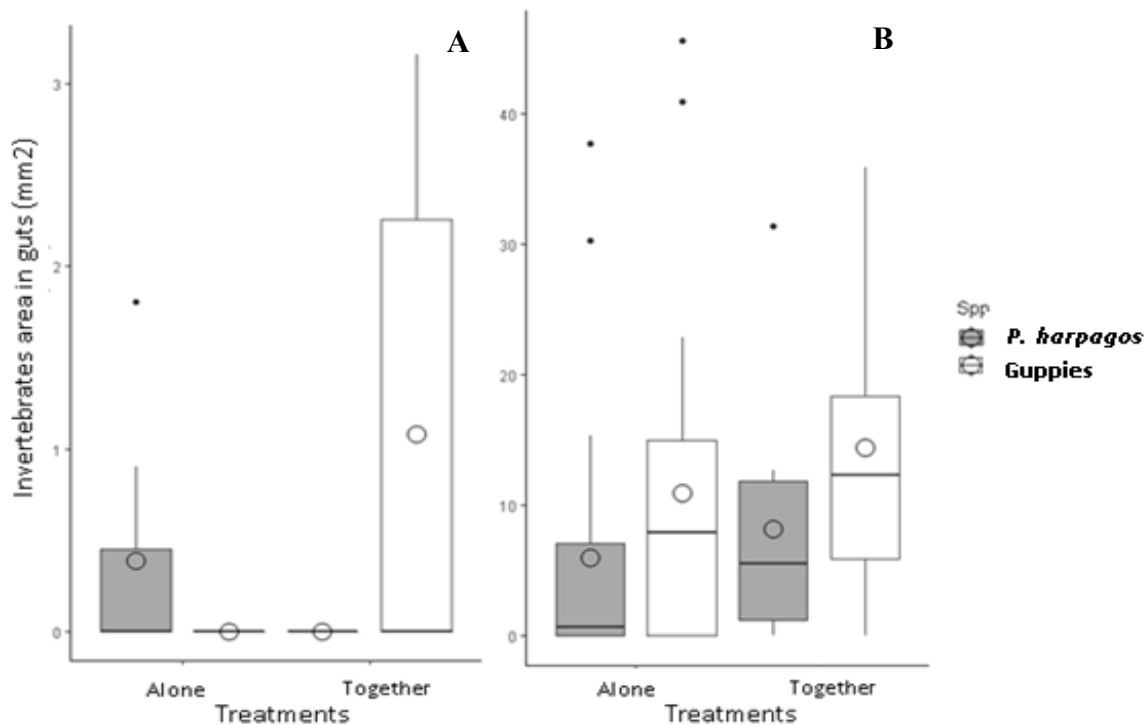 A
B
Invertebrates area in guts (mm2)
3
2
1
0
40
30
20
10
0
Alone
Together
Treatments
Alone
Together
Treatments
Spp
P. harpagos
Guppies